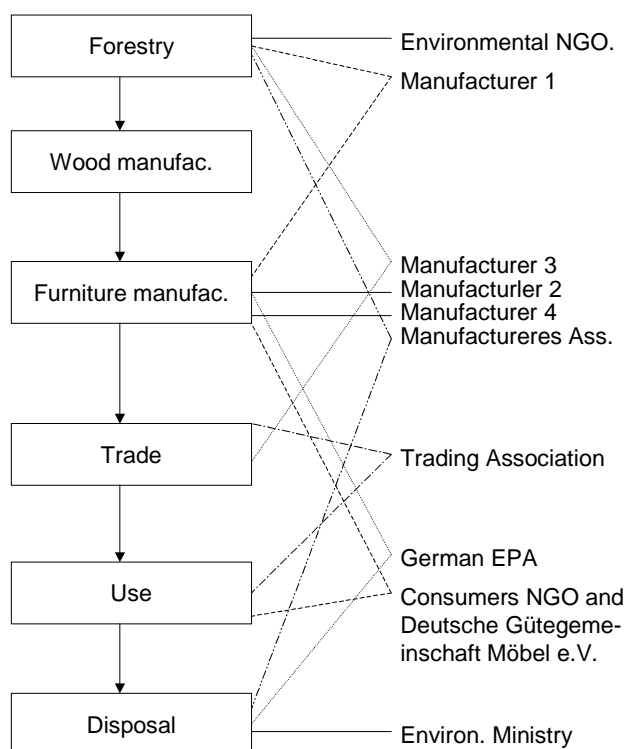 Forestry
Environmental NGO.
Manufacturer 1
Wood manufac.
Manufacturer 3
Furniture manufac.
Manufacturler 2
Manufacturer 4
Manufactureres Ass.
Trade
Trading Association
German EPA
Use
Consumers NGO and
Deutsche Gütegeme-
inschaft Möbel e.V.
Disposal
Environ. Ministry